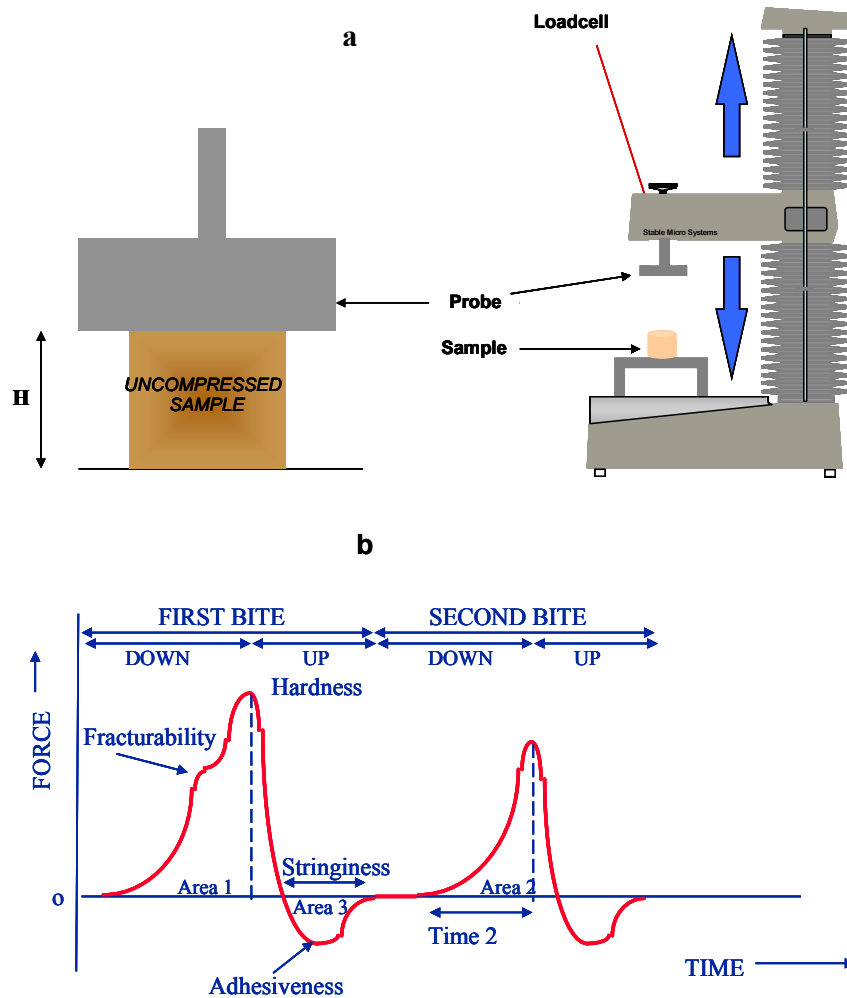 a
Loadcell
Stable Micro Systems
Probe
Sample
H
UNCOMPRESSED
SAMPLE
b
FIRST BITE
SECOND BITE
DOWN
UP
DOWN
UP
Hardness
Fracturability
FORCE
Stringiness
Area 1
Area 2
Area 3
o
Time 2
TIME
Adhesiveness